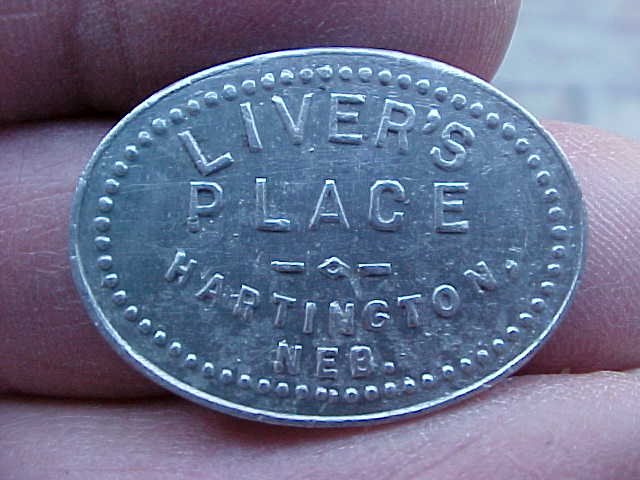 LIVER'S
PLACE
HARTINGTON,
NEB.